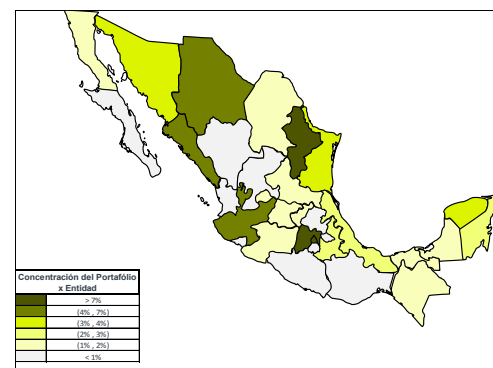 Concentración del Portafólio
x Entidad
> 7%
(4% , 7%)
(3% , 4%)
(2% , 3%)
(1% , 2%)
< 1%